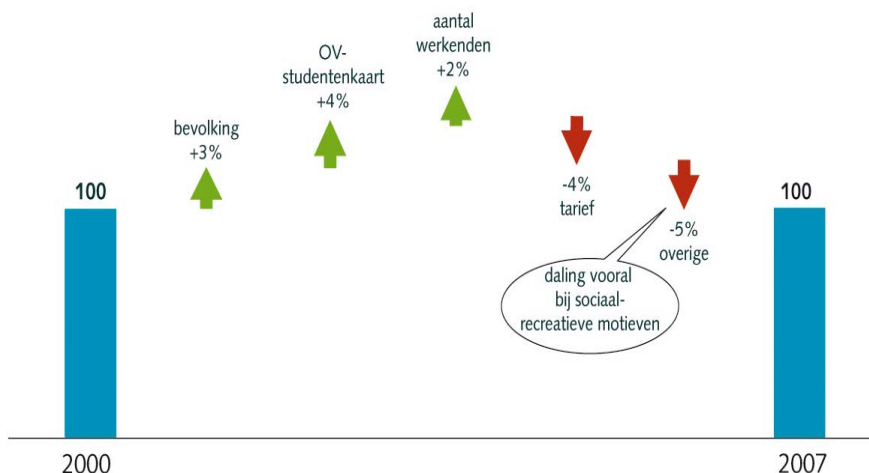 aantal
werkenden
+2%
OV-
studentenkaart
+4%
bevolking
+3%
100
-4%
tarief
100
-5%
overige
daling vooral
bij sociaal-
recreatieve motieven
2000
2007